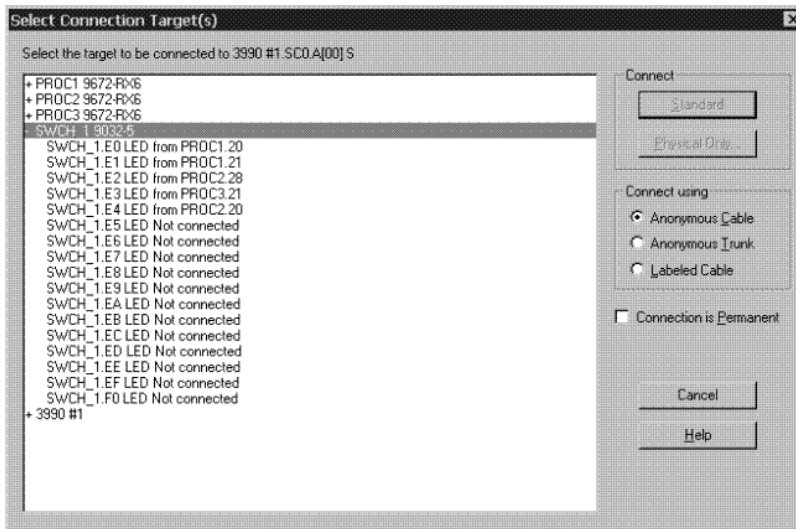 Select Connection Target(s)
Select the target to be connected to 3990 #1.SC0.A[00] S
+ PROC1 9672-RX6
+ PROC2 9672-RX6
+ PROC3 9672-RX6
- SWCH_1 9032-5
SWCH_1.E0 LED from PROC1.20
SWCH_1.E1 LED from PROC1.21
SWCH_1.E2 LED from PROC2.28
SWCH_1.E3 LED from PROC3.21
SWCH_1.E4 LED from PROC2.20
SWCH_1.E5 LED Not connected
SWCH_1.E6 LED Not connected
SWCH_1.E7 LED Not connected
SWCH_1.E8 LED Not connected
SWCH_1.E9 LED Not connected
SWCH_1.EA LED Not connected
SWCH_1.EB LED Not connected
SWCH_1.EC LED Not connected
SWCH_1.ED LED Not connected
SWCH_1.EE LED Not connected
SWCH_1.EF LED Not connected
SWCH_1.F0 LED Not connected
+ 3990 #1
Connect
Standard
Physical Only...
Connect using
Anonymous Cable
Anonymous Trunk
Labeled Cable
Connection is Permanent
Cancel
Help